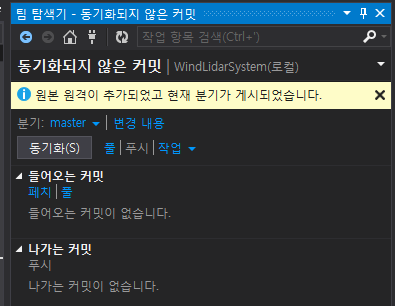 팀 탐색기 - 동기화되지 않은 커밋
작업 항목 검색(Ctrl+')
동기화되지 않은 커밋 | WindLidarSystem(로컬)
원본 원격이 추가되었고 현재 분기가 게시되었습니다.
분기: master | 변경 내용
동기화(S) 풀 | 푸시 | 작업
들어오는 커밋
페치 | 풀
들어오는 커밋이 없습니다.
나가는 커밋
푸시
나가는 커밋이 없습니다.